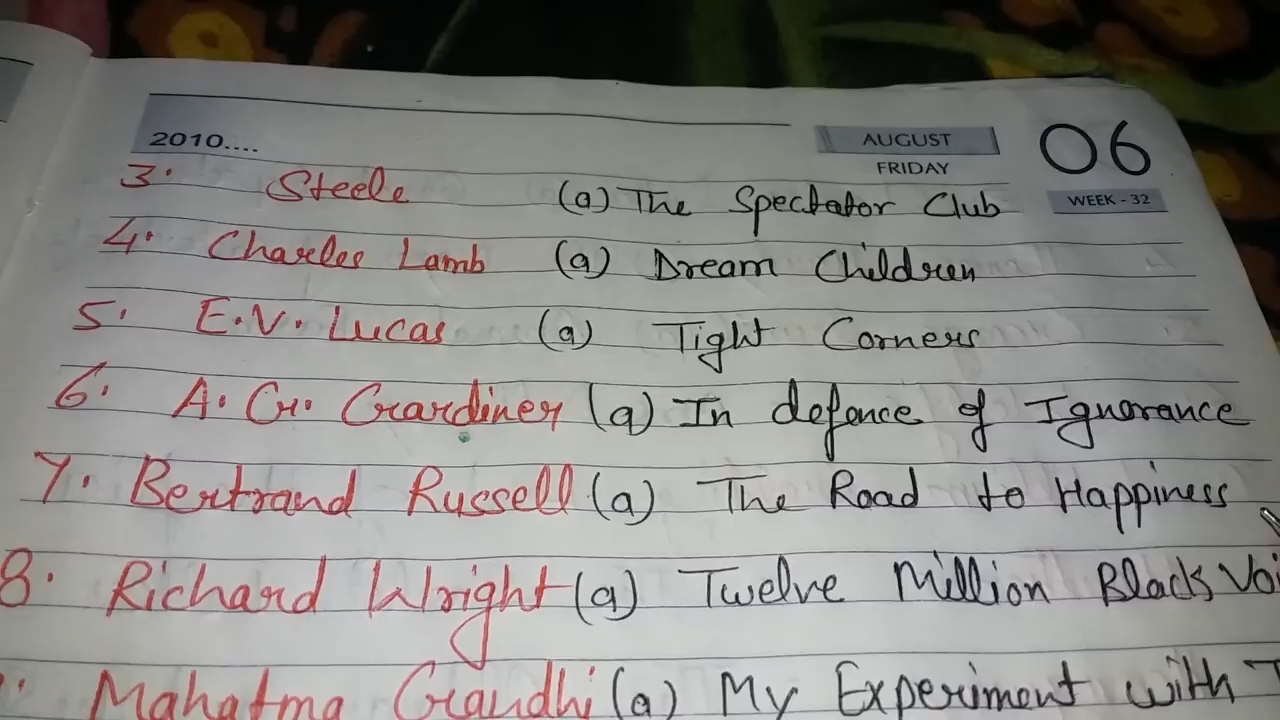 2010....
AUGUST
FRIDAY
06
WEEK - 32
3. Steele (a) The Spectator Club
4. Charles Lamb (a) Dream Children
5. E.V. Lucas (a) Tight Corners
6. A. G. Gardiner (a) In defence of Ignorance
7. Bertrand Russell (a) The Road to Happiness
8. Richard Wright (a) Twelve Million Black
Mahatma Gandhi (a) My Experiment with